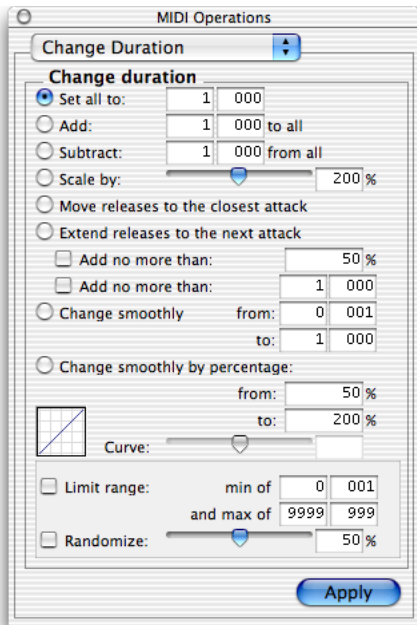 MIDI Operations
Change Duration
Change duration
Set all to: 1 000
Add: 1 000 to all
Subtract: 1 000 from all
Scale by: 200 %
Move releases to the closest attack
Extend releases to the next attack
Add no more than: 50 %
Add no more than: 1 000
Change smoothly from: 0 001
to: 1 000
Change smoothly by percentage:
from: 50 %
to: 200 %
Curve:
Limit range: min of 0 001
and max of 9999 999
Randomize: 50 %
Apply